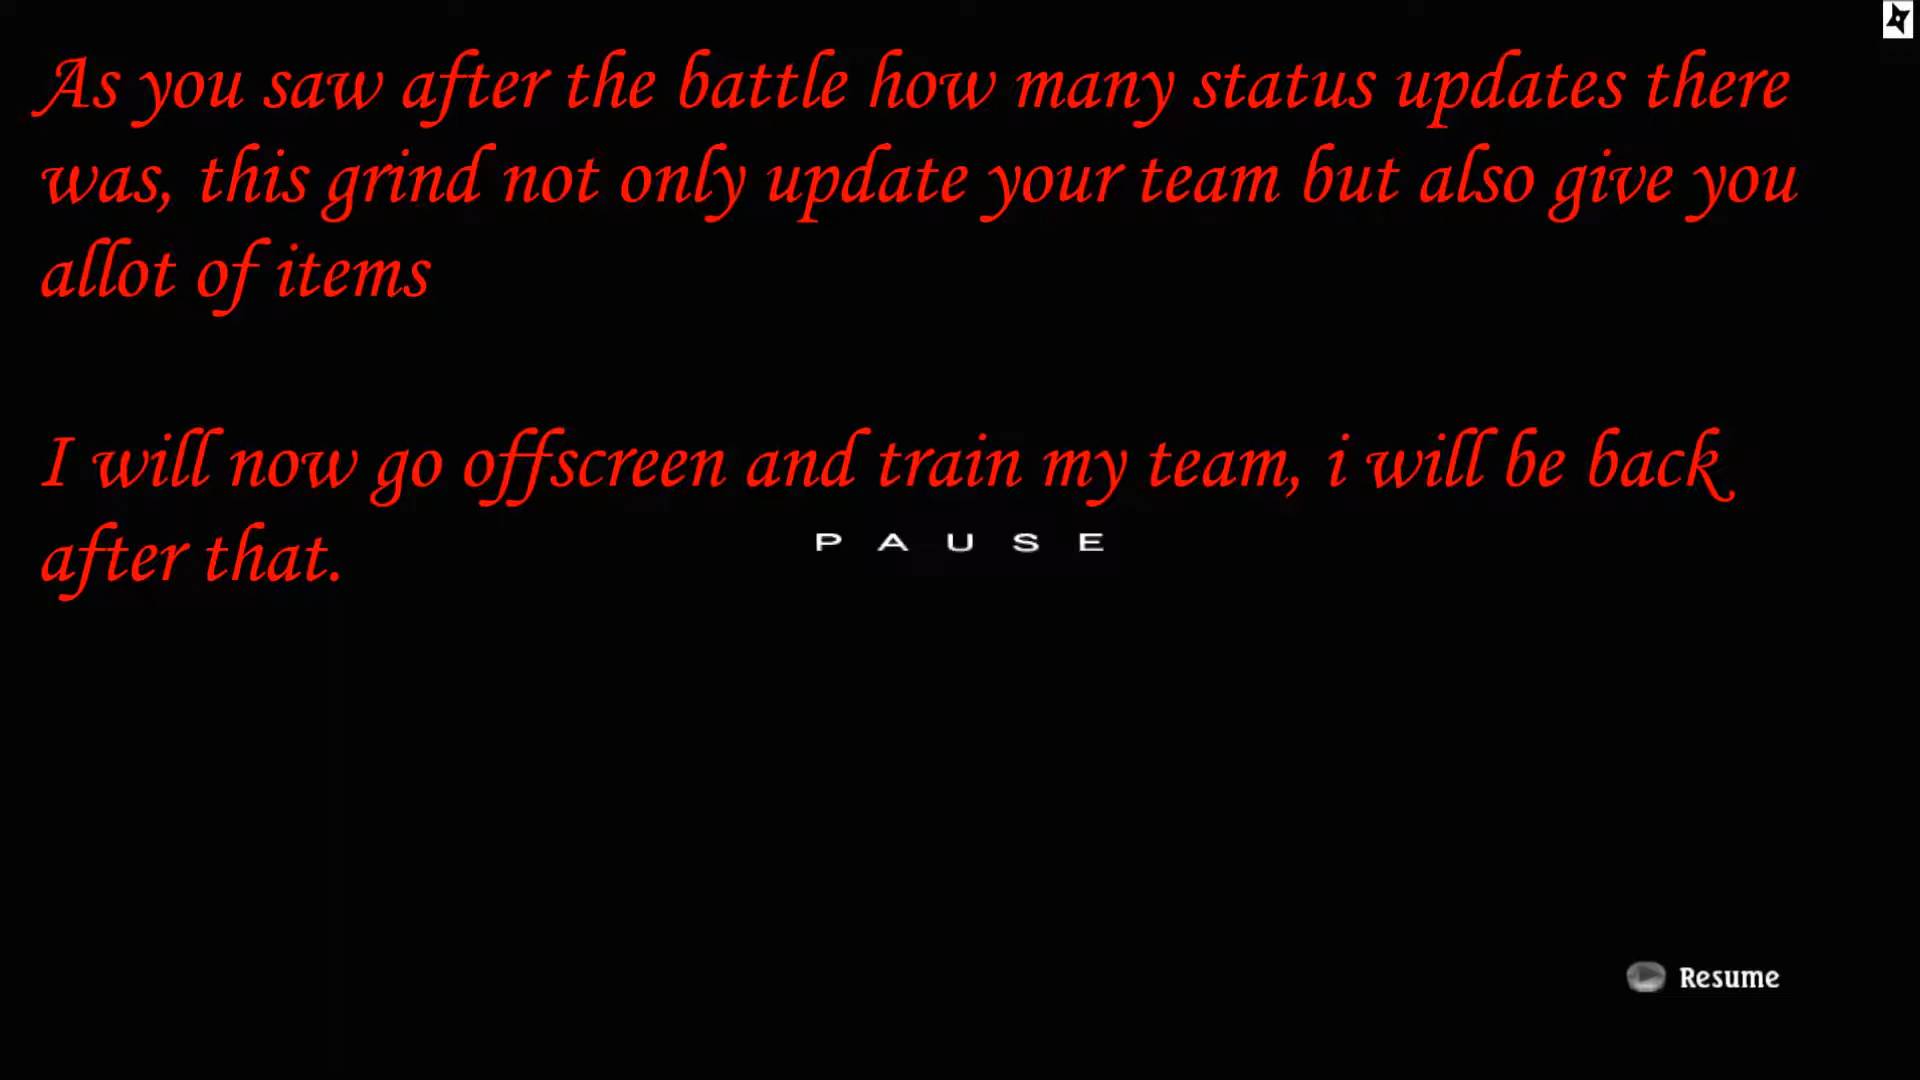 As you saw after the battle how many status updates there
was, this grind not only update your team but also give you
allot of items
I will now go offscreen and train my team, i will be back
after that.
PAUSE
Resume